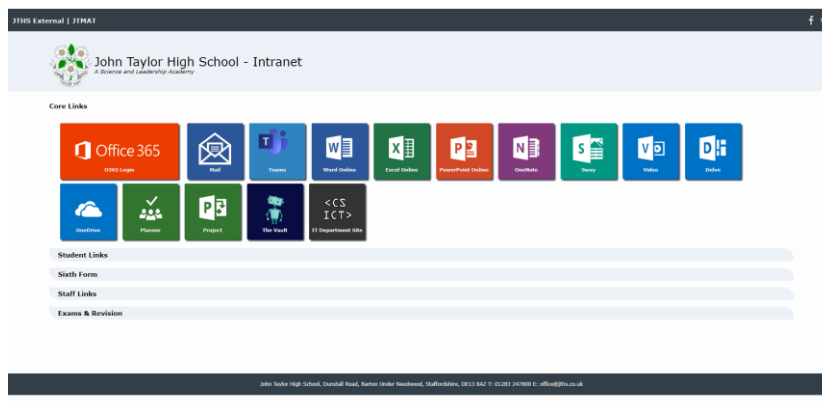 JTHS External | JTMAT
John Taylor High School - Intranet
A Science and Leadership Academy
Core Links
Office 365
O365 Login
Mail
Teams
Word Online
Excel Online
PowerPoint Online
OneNote
Sway
Video
Delve
OneDrive
Planner
Project
The Vault
<CS
ICT>
IT Department Site
Student Links
Sixth Form
Staff Links
Exams & Revision
John Taylor High School, Dunstall Road, Barton Under Needwood, Staffordshire, DE13 8AZ T: 01283 247800 E: office@jths.co.uk